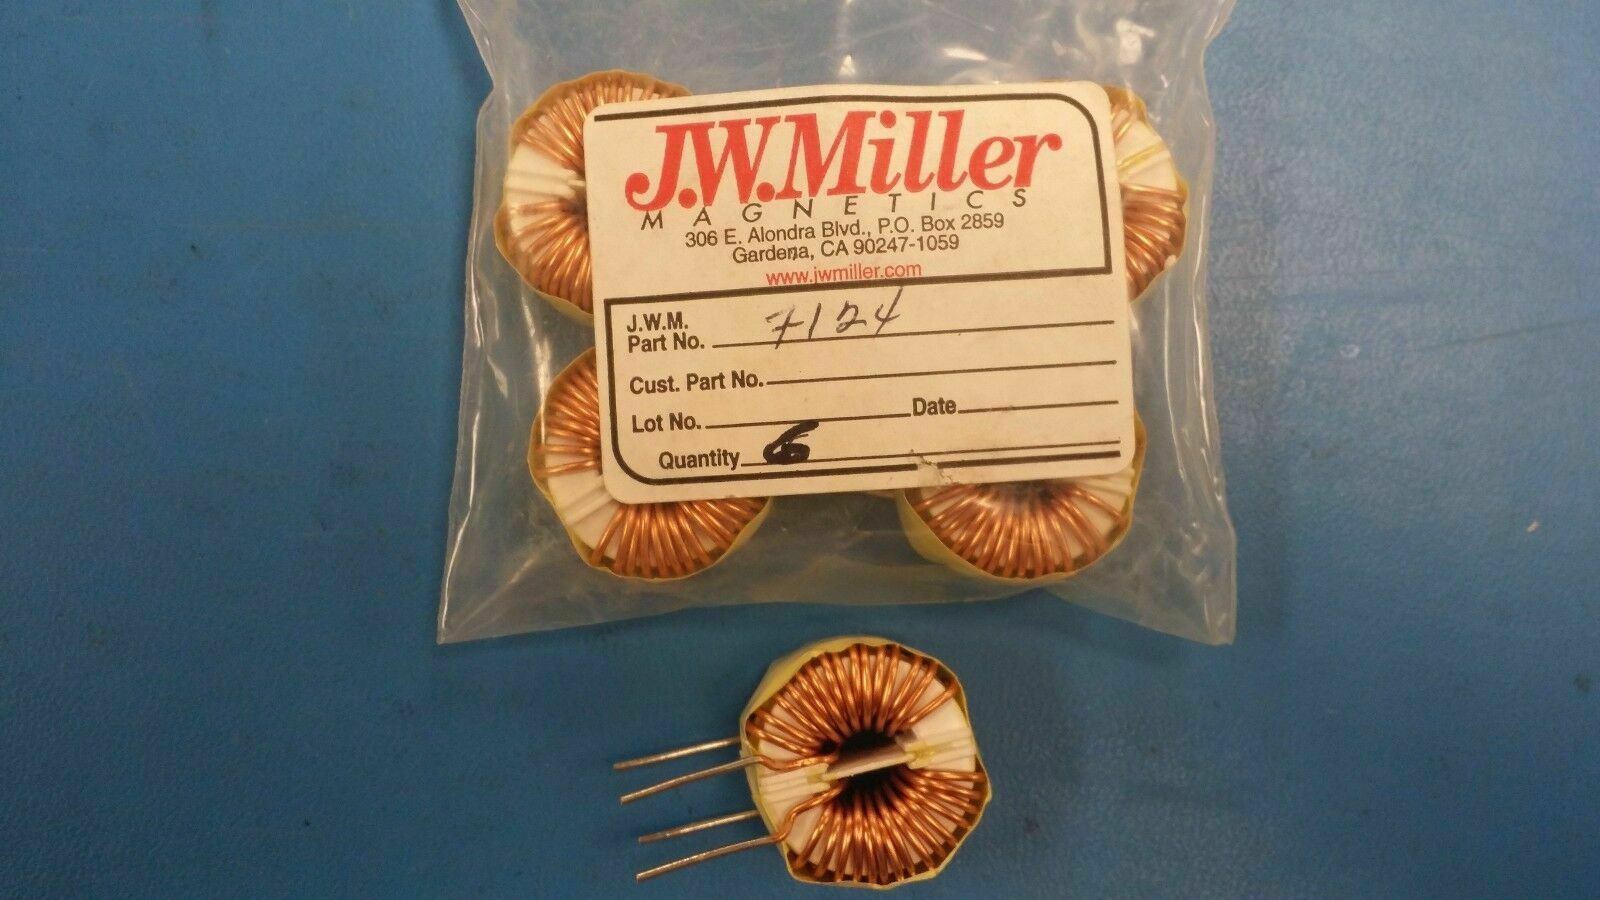 J.W.Miller
MAGNETICS
306 E. Alondra Blvd., P.O. Box 2859
Gardena, CA 90247-1059
www.jwmiller.com
J.W.M.
Part No. 7124
Cust. Part No.
Lot No. Date
Quantity 6